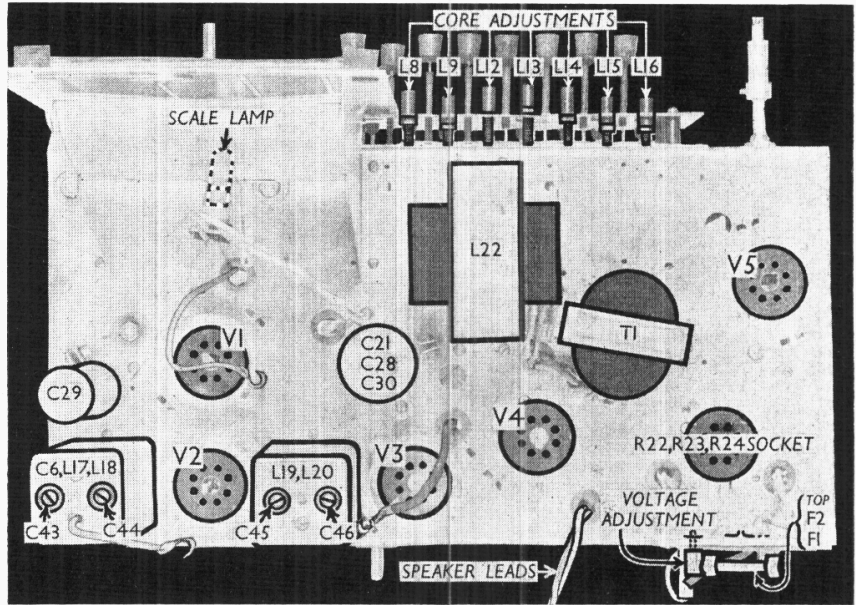 CORE ADJUSTMENTS
L8 L9 L12 L13 L14 L15 L16
SCALE LAMP
L22
V5
T1
V1
C21
C28
C30
C29
V4
R22,R23,R24 SOCKET
V2
V3
C6,L17,L18
L19,L20
VOLTAGE
ADJUSTMENT
TOP
F2
F1
C43
C44
C45
C46
SPEAKER LEADS